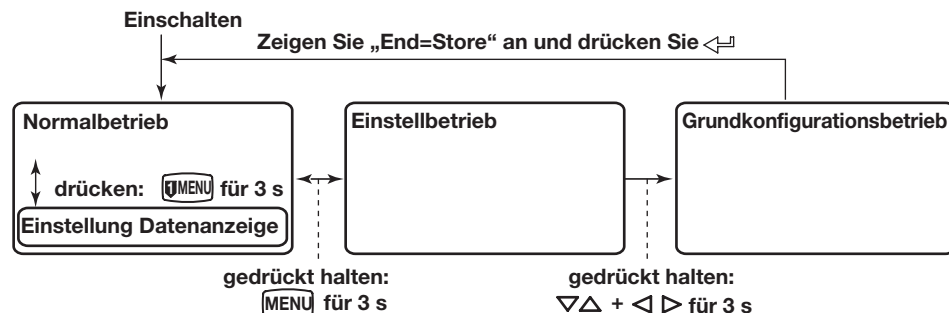 Einschalten
Zeigen Sie „End=Store“ an und drücken Sie
Normalbetrieb
Einstellbetrieb
Grundkonfigurationsbetrieb
drücken: MENU für 3 s
Einstellung Datenanzeige
gedrückt halten:
MENU für 3 s
gedrückt halten:
▽△ + ◁ ▷ für 3 s